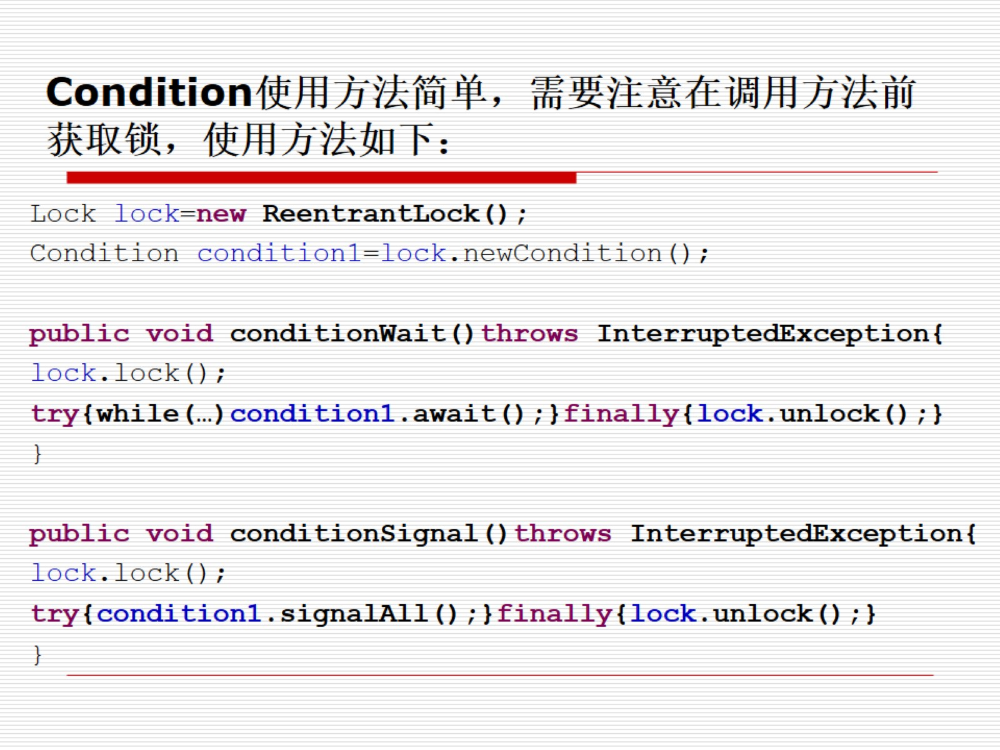 Condition使用方法简单，需要注意在调用方法前
获取锁，使用方法如下：
Lock lock=new ReentrantLock();
Condition condition1=lock.newCondition();
public void conditionWait()throws InterruptedException{
lock.lock();
try{while(…)condition1.await();}finally{lock.unlock();}
}
public void conditionSignal()throws InterruptedException{
lock.lock();
try{condition1.signalAll();}finally{lock.unlock();}
}